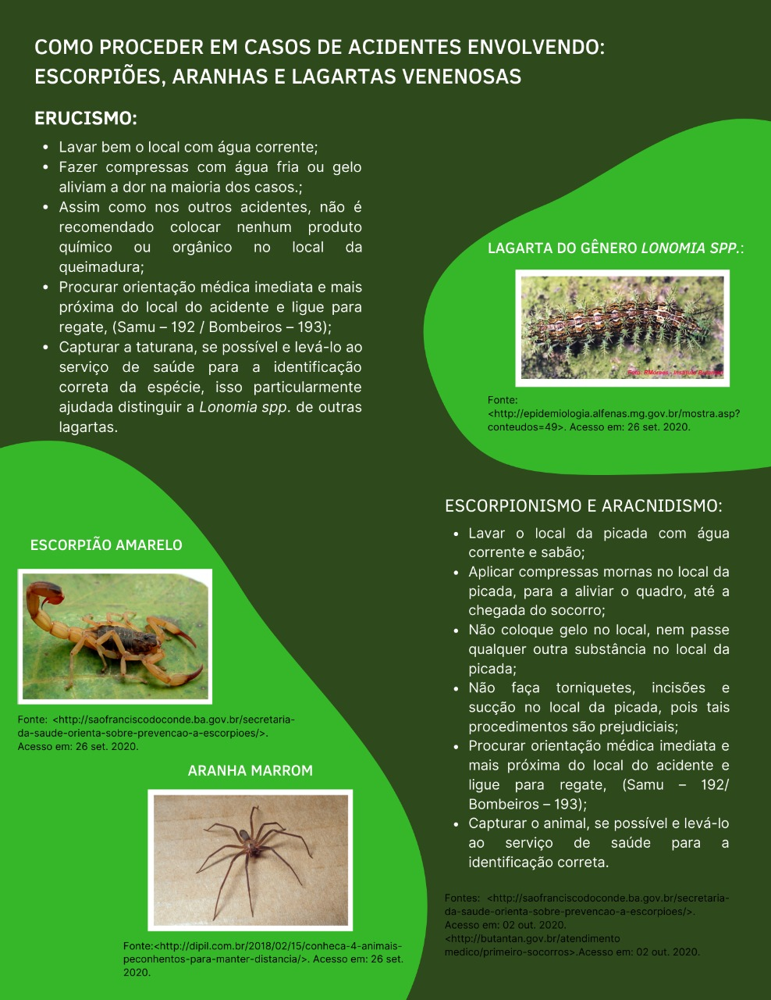 COMO PROCEDER EM CASOS DE ACIDENTES ENVOLVENDO:
ESCORPIÕES, ARANHAS E LAGARTAS VENENOSAS
ERUCISMO:
• Lavar bem o local com água corrente;
• Fazer compressas com água fria ou gelo
aliviam a dor na maioria dos casos.;
• Assim como nos outros acidentes, não é
recomendado colocar nenhum produto
químico ou orgânico no local da
queimadura;
• Procurar orientação médica imediata e mais
próxima do local do acidente e ligue para
regate, (Samu – 192 / Bombeiros – 193);
• Capturar a taturana, se possível e levá-lo ao
serviço de saúde para a identificação
correta da espécie, isso particularmente
ajudada distinguir a Lonomia spp. de outras
lagartas.
LAGARTA DO GÊNERO LONOMIA SPP.:
Foto: RMoraes - Instituto Butantan
Fonte:
<http://epidemiologia.alfenas.mg.gov.br/mostra.asp?
conteudos=49>. Acesso em: 26 set. 2020.
ESCORPIÃO AMARELO
Fonte: <http://saofranciscodoconde.ba.gov.br/secretaria-
da-saude-orienta-sobre-prevencao-a-escorpioes/>.
Acesso em: 26 set. 2020.
ARANHA MARROM
Fonte:<http://dipil.com.br/2018/02/15/conheca-4-animais-
peconhentos-para-manter-distancia/>. Acesso em: 26 set.
2020.
ESCORPIONISMO E ARACNIDISMO:
• Lavar o local da picada com água
corrente e sabão;
• Aplicar compressas mornas no local da
picada, para a aliviar o quadro, até a
chegada do socorro;
• Não coloque gelo no local, nem passe
qualquer outra substância no local da
picada;
• Não faça torniquetes, incisões e
sucção no local da picada, pois tais
procedimentos são prejudiciais;
• Procurar orientação médica imediata e
mais próxima do local do acidente e
ligue para regate, (Samu – 192/
Bombeiros – 193);
• Capturar o animal, se possível e levá-lo
ao serviço de saúde para a
identificação correta.
Fontes: <http://saofranciscodoconde.ba.gov.br/secretaria-
da-saude-orienta-sobre-prevencao-a-escorpioes/>.
Acesso em: 02 out. 2020.
<http://butantan.gov.br/atendimento
medico/primeiro-socorros>.Acesso em: 02 out. 2020.